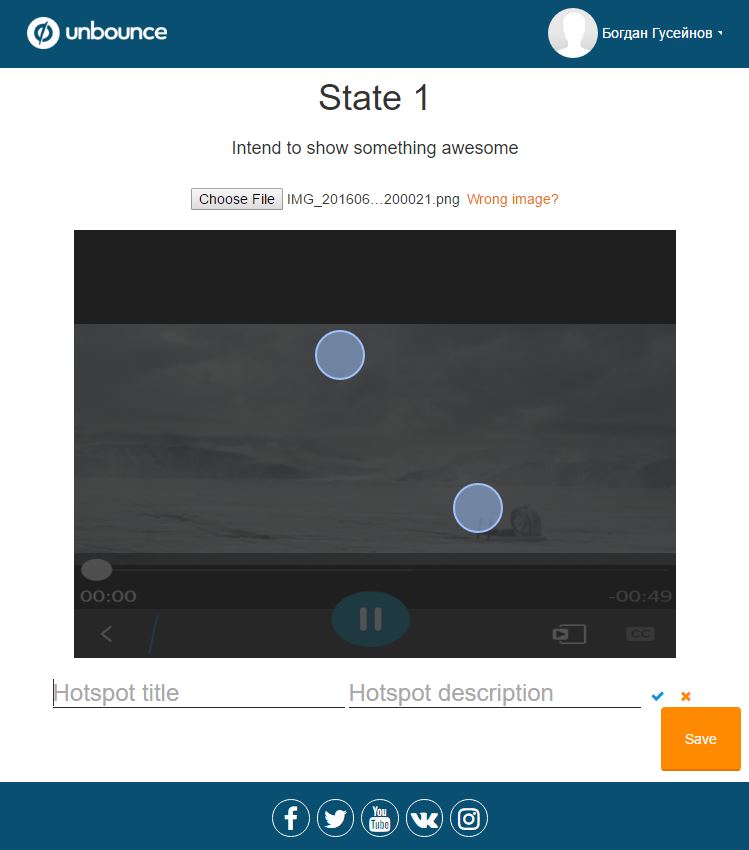 unbounce
Богдан Гусейнов
State 1
Intend to show something awesome
Choose File IMG_201606…200021.png Wrong image?
00:00 -00:49
CC
Hotspot title Hotspot description
Save
You
Tube